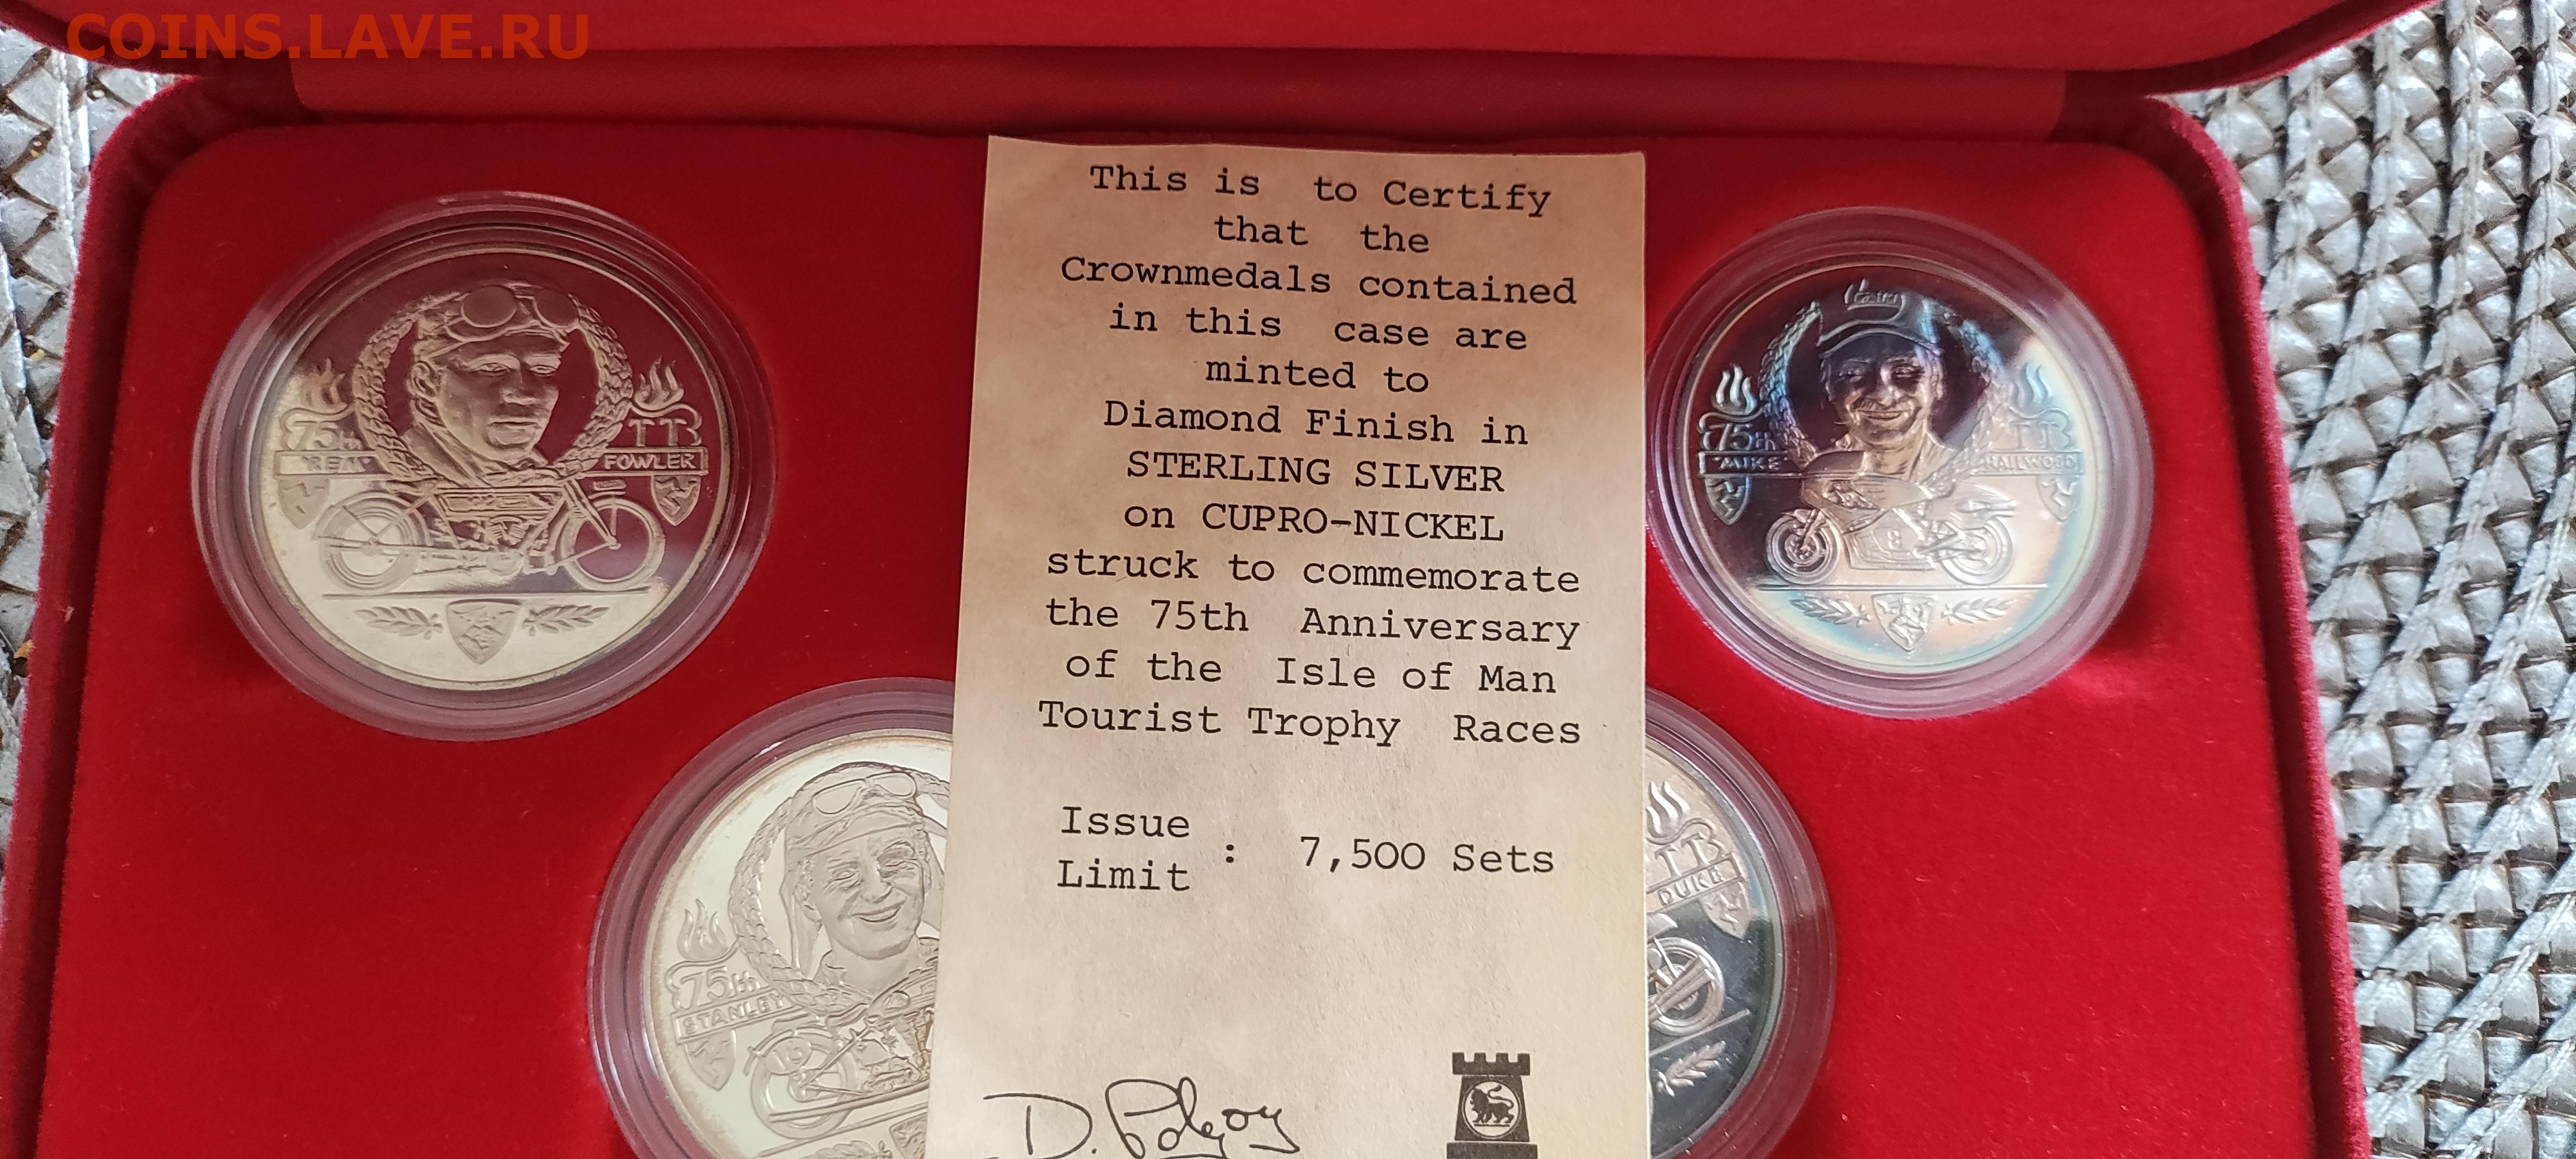 COINS.LAVE.RU
This is to Certify
that the
Crownmedals contained
in this case are
minted to
Diamond Finish in
STERLING SILVER
on CUPRO-NICKEL
struck to commemorate
the 75th Anniversary
of the Isle of Man
Tourist Trophy Races
Issue
Limit : 7,500 Sets
D. Pobjoy
75th TT
REM FOWLER
75th TT
MIKE HAILWOOD
75th
STANLEY
TT
DUKE